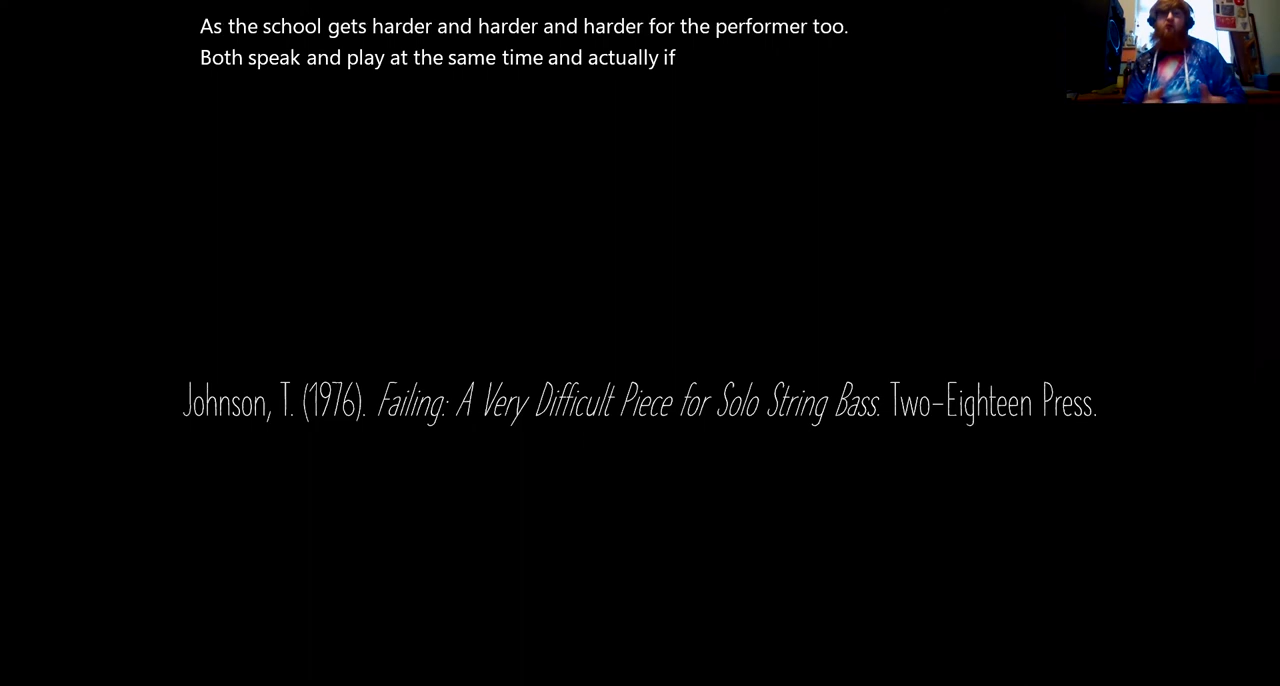 As the school gets harder and harder and harder for the performer too.
Both speak and play at the same time and actually if
Johnson, T. (1976). Failing: A Very Difficult Piece for Solo String Bass. Two-Eighteen Press.